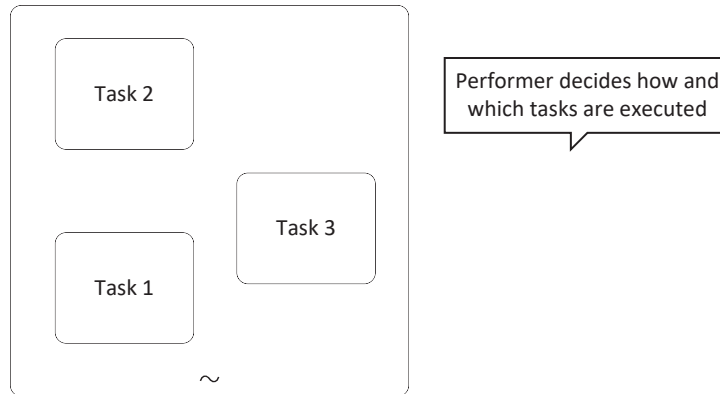 Task 2
Performer decides how and
which tasks are executed
Task 3
Task 1
~